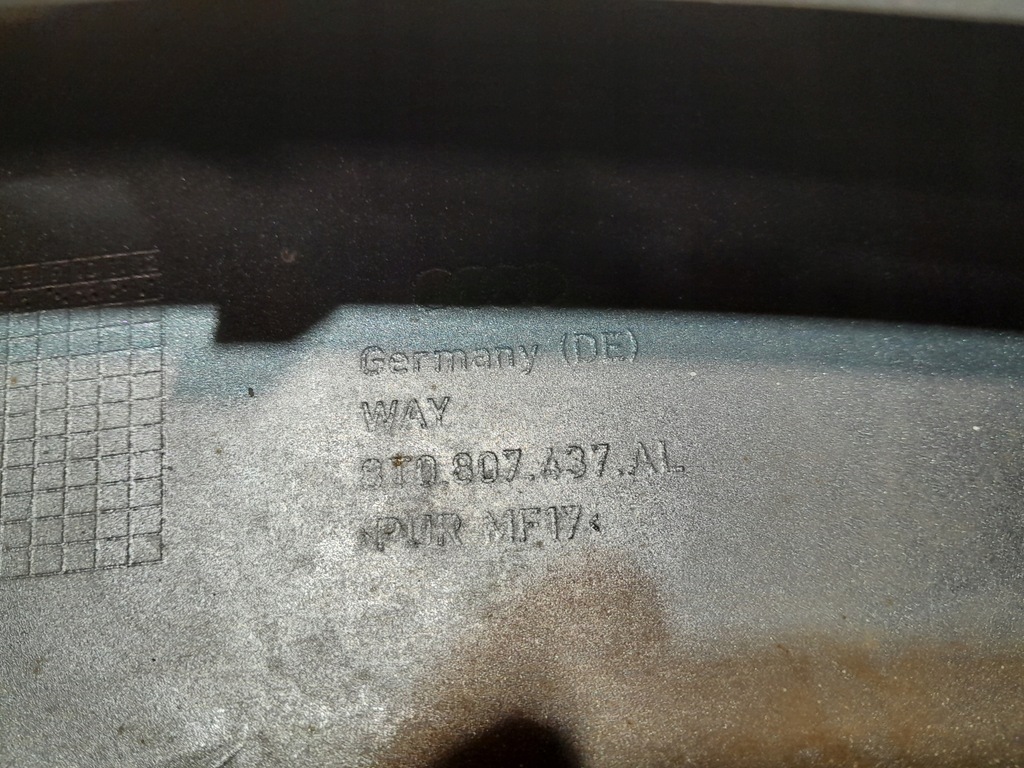 Germany (DE)
WAY
8T0.807.437.AL
>PUR MF17<